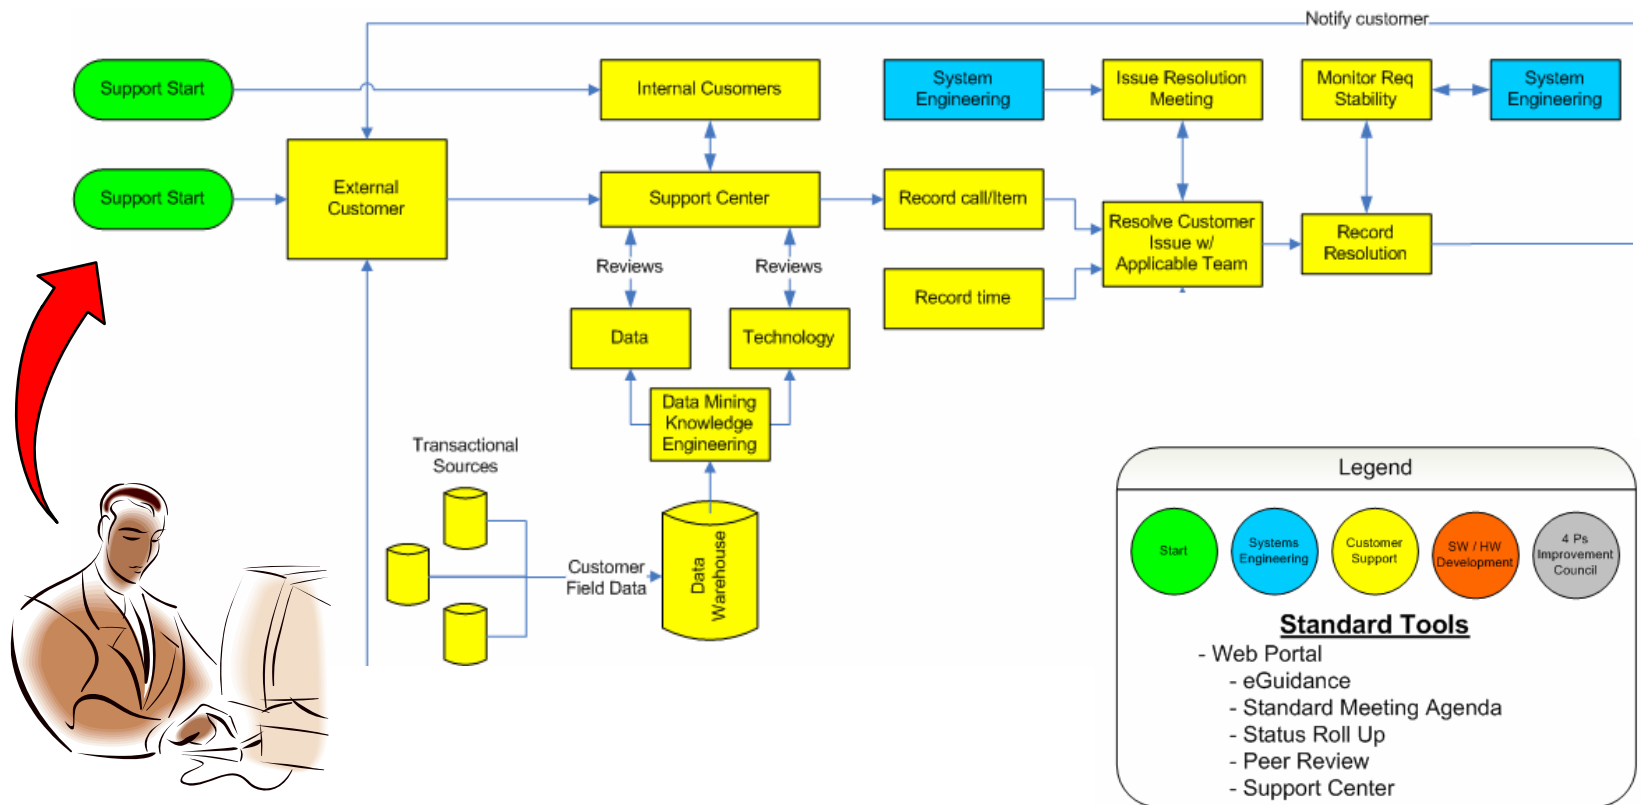 Notify customer
Support Start
Internal Cusomers
System
Engineering
Issue Resolution
Meeting
Monitor Req
Stability
System
Engineering
Support Start
External
Customer
Support Center
Record call/Item
Resolve Customer
Issue w/
Applicable Team
Record
Resolution
Reviews
Reviews
Record time
Data
Technology
Data Mining
Knowledge
Engineering
Transactional
Sources
Customer
Field Data
Data
Warehouse
Legend
Start
Systems
Engineering
Customer
Support
SW / HW
Development
4 Ps
Improvement
Council
Standard Tools
- Web Portal
- eGuidance
- Standard Meeting Agenda
- Status Roll Up
- Peer Review
- Support Center